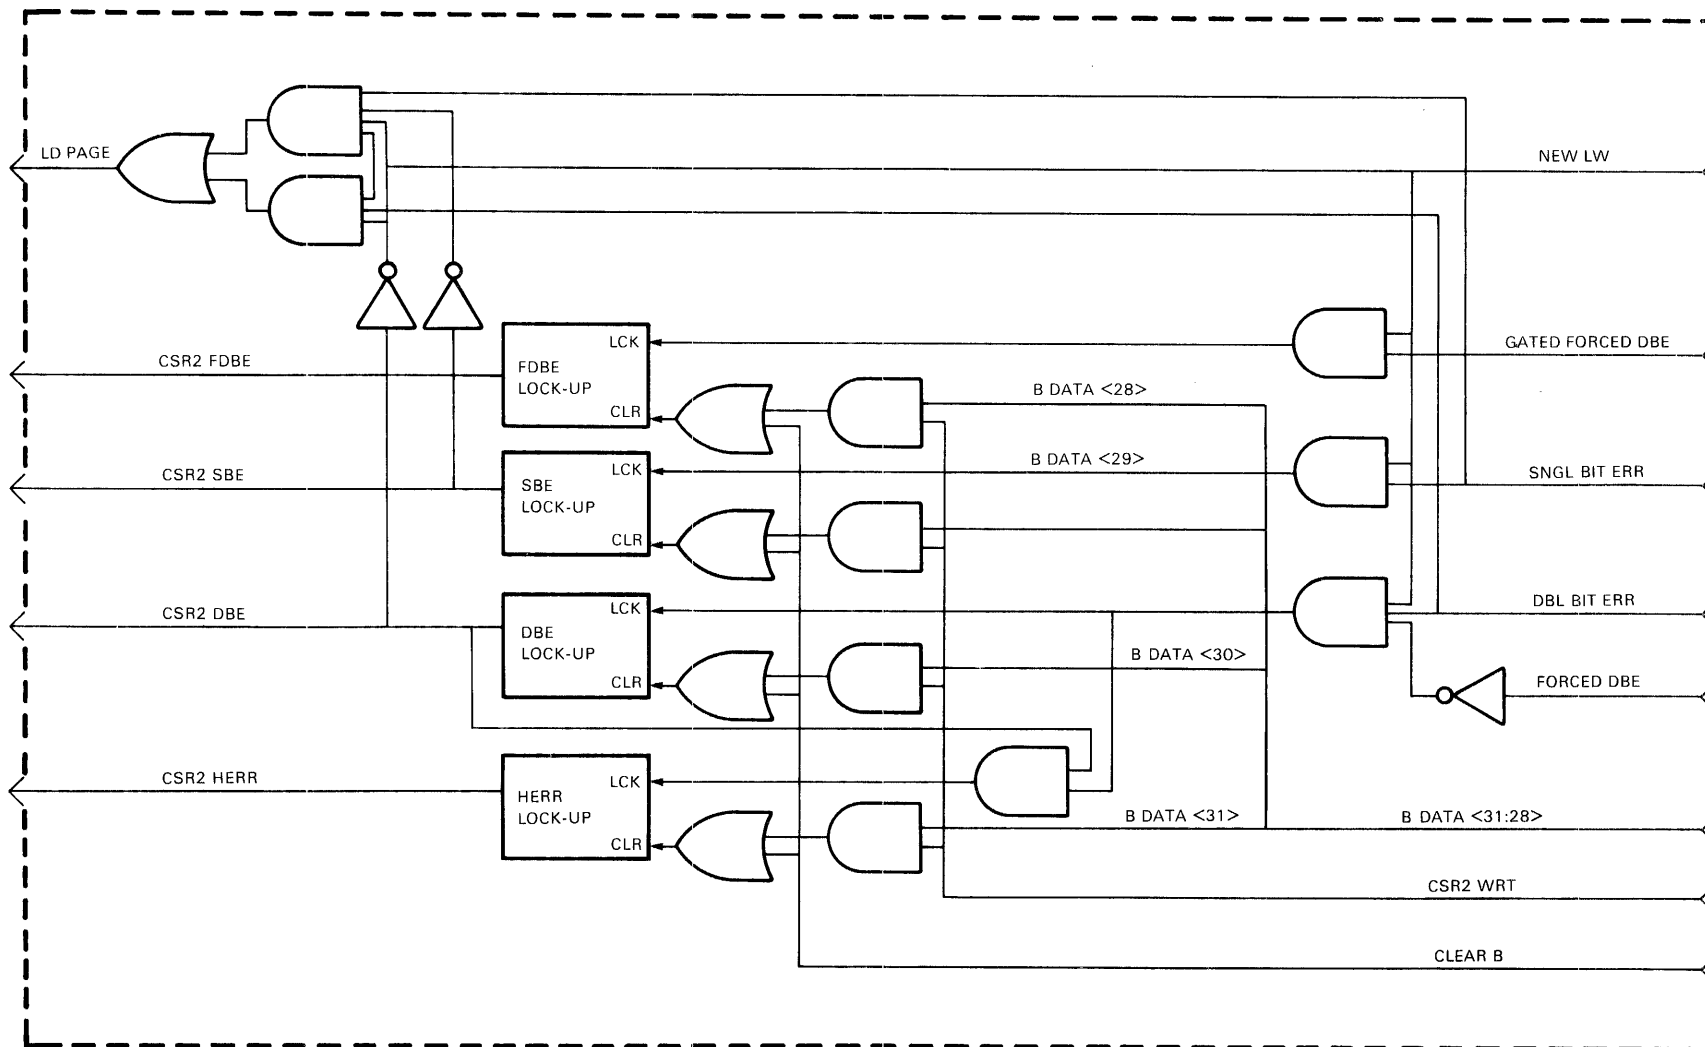 LD PAGE
NEW LW
GATED FORCED DBE
CSR2 FDBE
LCK
FDBE
LOCK-UP
CLR
B DATA <28>
CSR2 SBE
LCK
SBE
LOCK-UP
CLR
B DATA <29>
SNGL BIT ERR
CSR2 DBE
LCK
DBE
LOCK-UP
CLR
DBL BIT ERR
B DATA <30>
FORCED DBE
CSR2 HERR
LCK
HERR
LOCK-UP
CLR
B DATA <31>
B DATA <31:28>
CSR2 WRT
CLEAR B